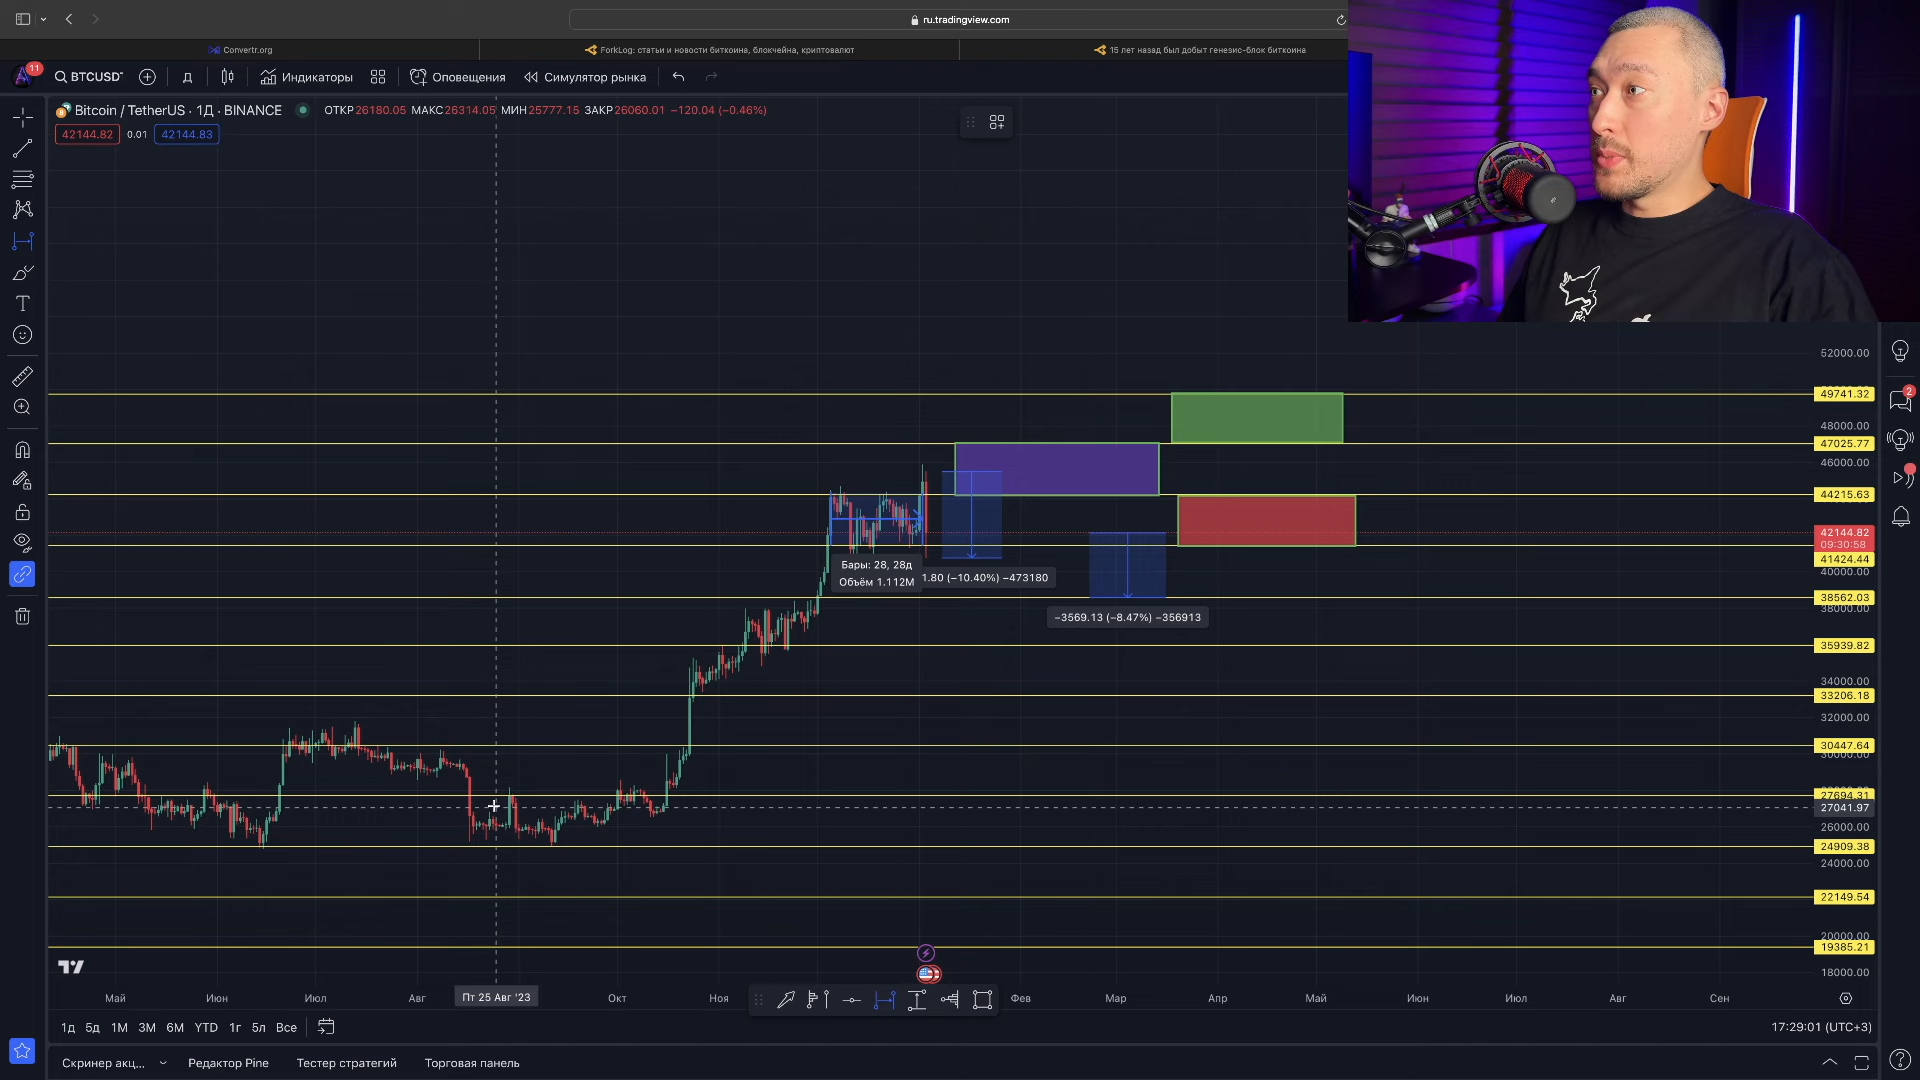 ru.tradingview.com
Convertr.org
ForkLog: статьи и новости биткоина, блокчейна, криптовалют
15 лет назад был добыт генезис-блок биткоина
11
BTCUSD
Д
Индикаторы
Оповещения
Симулятор рынка
Bitcoin / TetherUS · 1Д · BINANCE
ОТКР26180.05 МАКС26314.05 МИН25777.15 ЗАКР26060.01 −120.04 (−0.46%)
42144.82
0.01
42144.83
52000.00
49741.32
48000.00
47025.77
46000.00
44215.63
42144.82
09:30:58
41424.44
40000.00
38562.03
38000.00
35939.82
34000.00
33206.18
32000.00
30447.64
30000.00
27694.31
27041.97
26000.00
24909.38
24000.00
22149.54
20000.00
19385.21
18000.00
2
Бары: 28, 28д
Объём 1.112M
1.80 (−10.40%) −473180
−3569.13 (−8.47%) −356913
Май
Июн
Июл
Авг
Пт 25 Авг '23
Окт
Ноя
Фев
Мар
Апр
Май
Июн
Июл
Авг
Сен
1д
5д
1М
3М
6М
YTD
1г
5л
Все
17:29:01 (UTC+3)
Скринер акц...
Редактор Pine
Тестер стратегий
Торговая панель